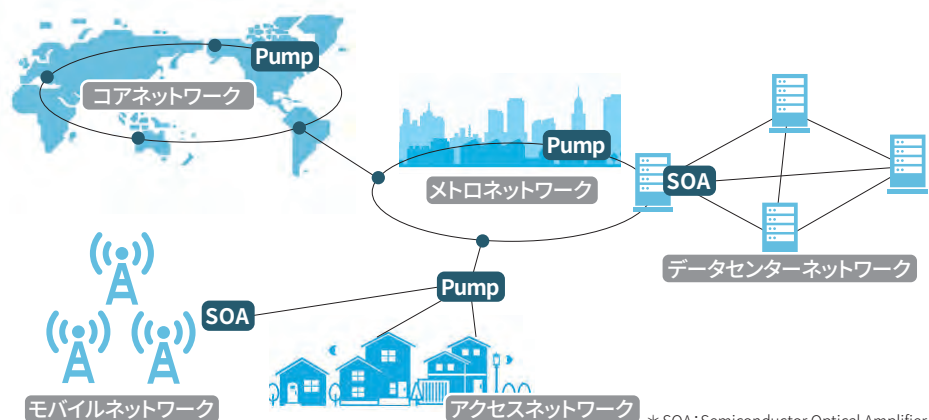 Pump
コアネットワーク
Pump
メトロネットワーク
SOA
データセンターネットワーク
Pump
SOA
モバイルネットワーク
アクセスネットワーク
＊SOA：Semiconductor Optical Amplifier